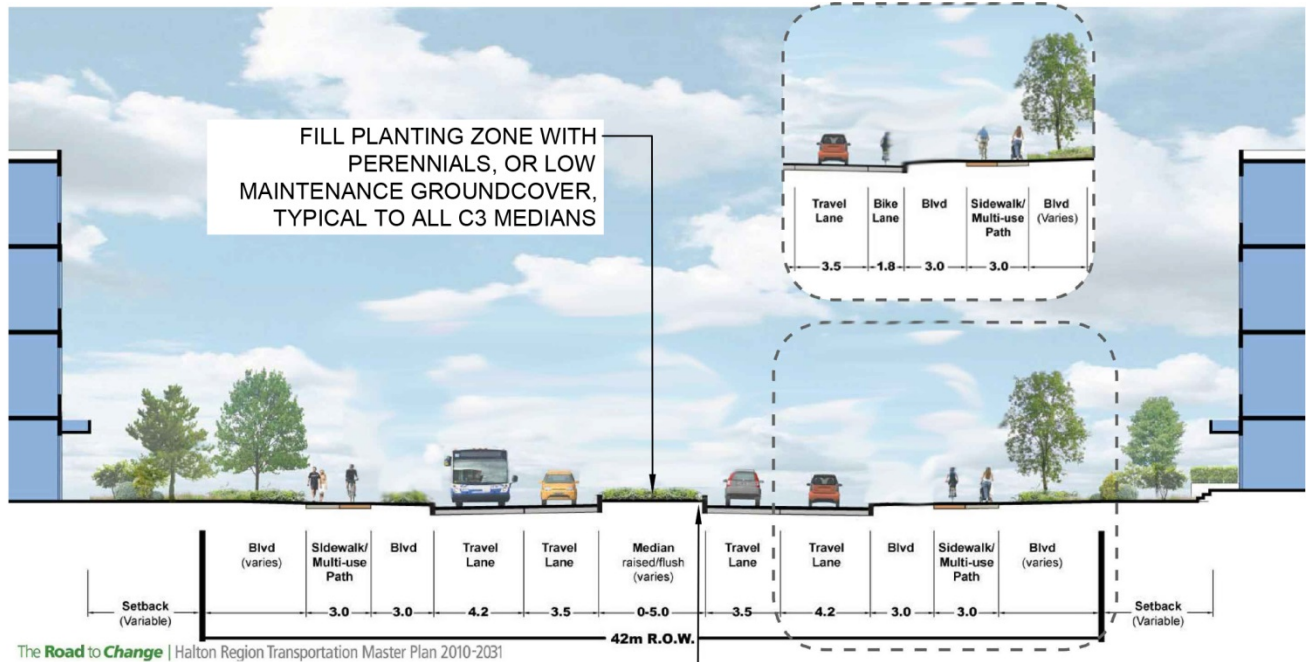 FILL PLANTING ZONE WITH
PERENNIALS, OR LOW
MAINTENANCE GROUNDCOVER,
TYPICAL TO ALL C3 MEDIANS
Travel
Lane
Bike
Lane
Blvd
Sidewalk/
Multi-use
Path
Blvd
(Varies)
3.5
1.8
3.0
3.0
Blvd
(varies)
Sidewalk/
Multi-use
Path
Blvd
Travel
Lane
Travel
Lane
Median
raised/flush
(varies)
Travel
Lane
Travel
Lane
Blvd
Sidewalk/
Multi-use
Path
Blvd
(varies)
Setback
(Variable)
3.0
3.0
4.2
3.5
0-5.0
3.5
4.2
3.0
3.0
Setback
(Variable)
42m R.O.W.
The Road to Change | Halton Region Transportation Master Plan 2010-2031